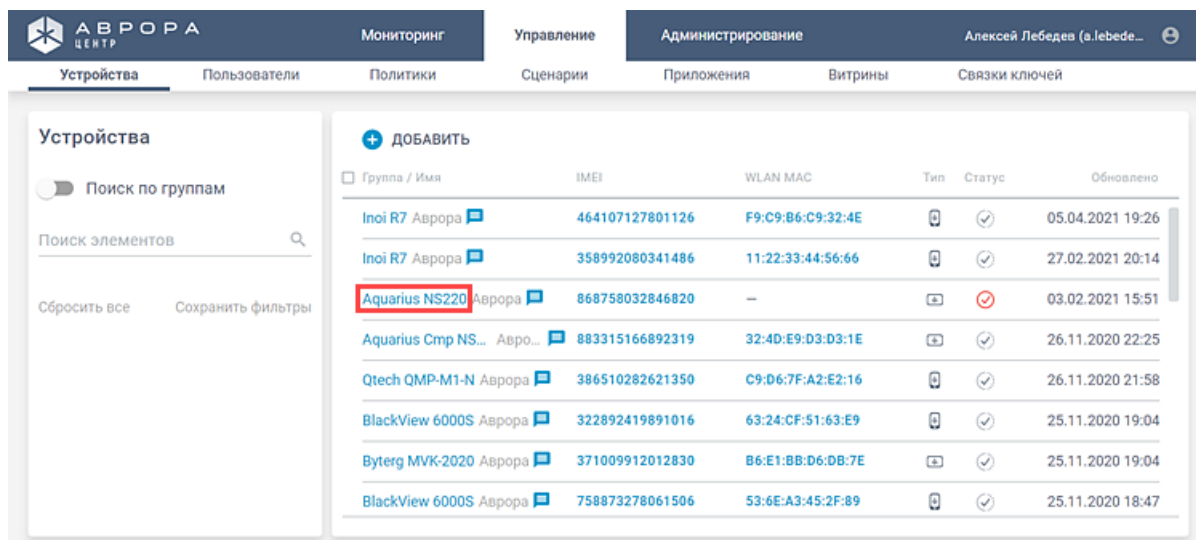 АВРОРА
ЦЕНТР
Мониторинг Управление Администрирование Алексей Лебедев (a.lebede...
Устройства Пользователи Политики Сценарии Приложения Витрины Связки ключей
Устройства
Поиск по группам
Поиск элементов
Сбросить все Сохранить фильтры
ДОБАВИТЬ
Группа / Имя IMEI WLAN MAC Тип Статус Обновлено
Inoi R7 Аврора 464107127801126 F9:C9:B6:C9:32:4E 05.04.2021 19:26
Inoi R7 Аврора 358992080341486 11:22:33:44:56:66 27.02.2021 20:14
Aquarius NS220 Аврора 868758032846820 — 03.02.2021 15:51
Aquarius Cmp NS... Авро... 883315166892319 32:4D:E9:D3:D3:1E 26.11.2020 22:25
Qtech QMP-M1-N Аврора 386510282621350 C9:D6:7F:A2:E2:16 26.11.2020 21:58
BlackView 6000S Аврора 322892419891016 63:24:CF:51:63:E9 25.11.2020 19:04
Byterg MVK-2020 Аврора 371009912012830 B6:E1:BB:D6:DB:7E 25.11.2020 19:04
BlackView 6000S Аврора 758873278061506 53:6E:A3:45:2F:89 25.11.2020 18:47